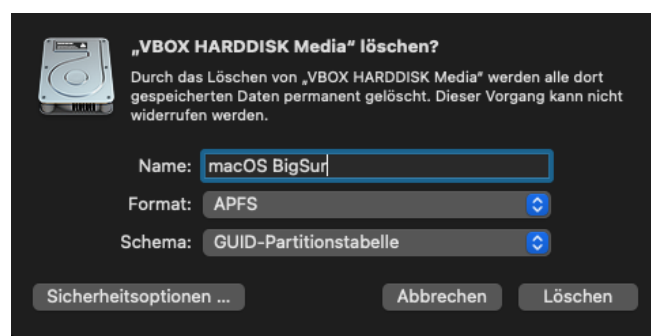 „VBOX HARDDISK Media“ löschen?
Durch das Löschen von „VBOX HARDDISK Media“ werden alle dort
gespeicherten Daten permanent gelöscht. Dieser Vorgang kann nicht
widerrufen werden.
Name: macOS BigSur
Format: APFS
Schema: GUID-Partitionstabelle
Sicherheitsoptionen ... Abbrechen Löschen